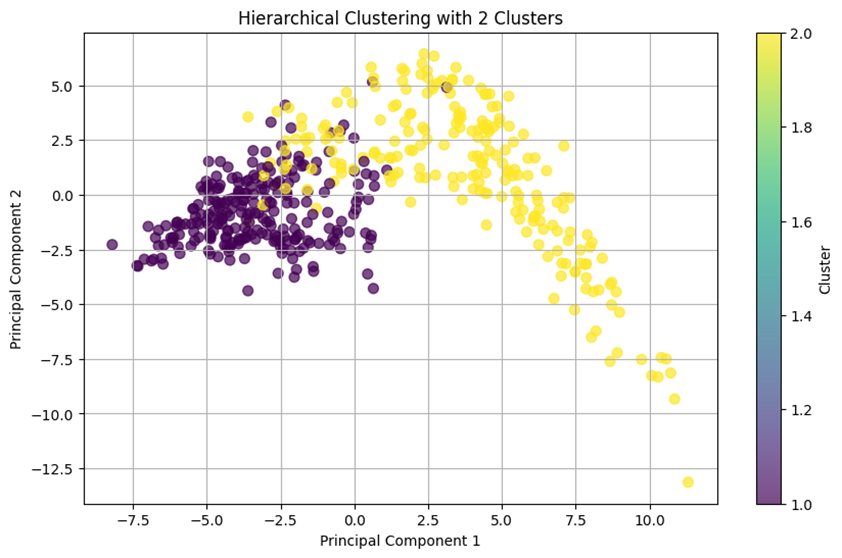 Hierarchical Clustering with 2 Clusters
5.0
2.5
0.0
−2.5
−5.0
−7.5
−10.0
−12.5
Principal Component 2
−7.5 −5.0 −2.5 0.0 2.5 5.0 7.5 10.0
Principal Component 1
2.0
1.8
1.6
1.4
1.2
1.0
Cluster